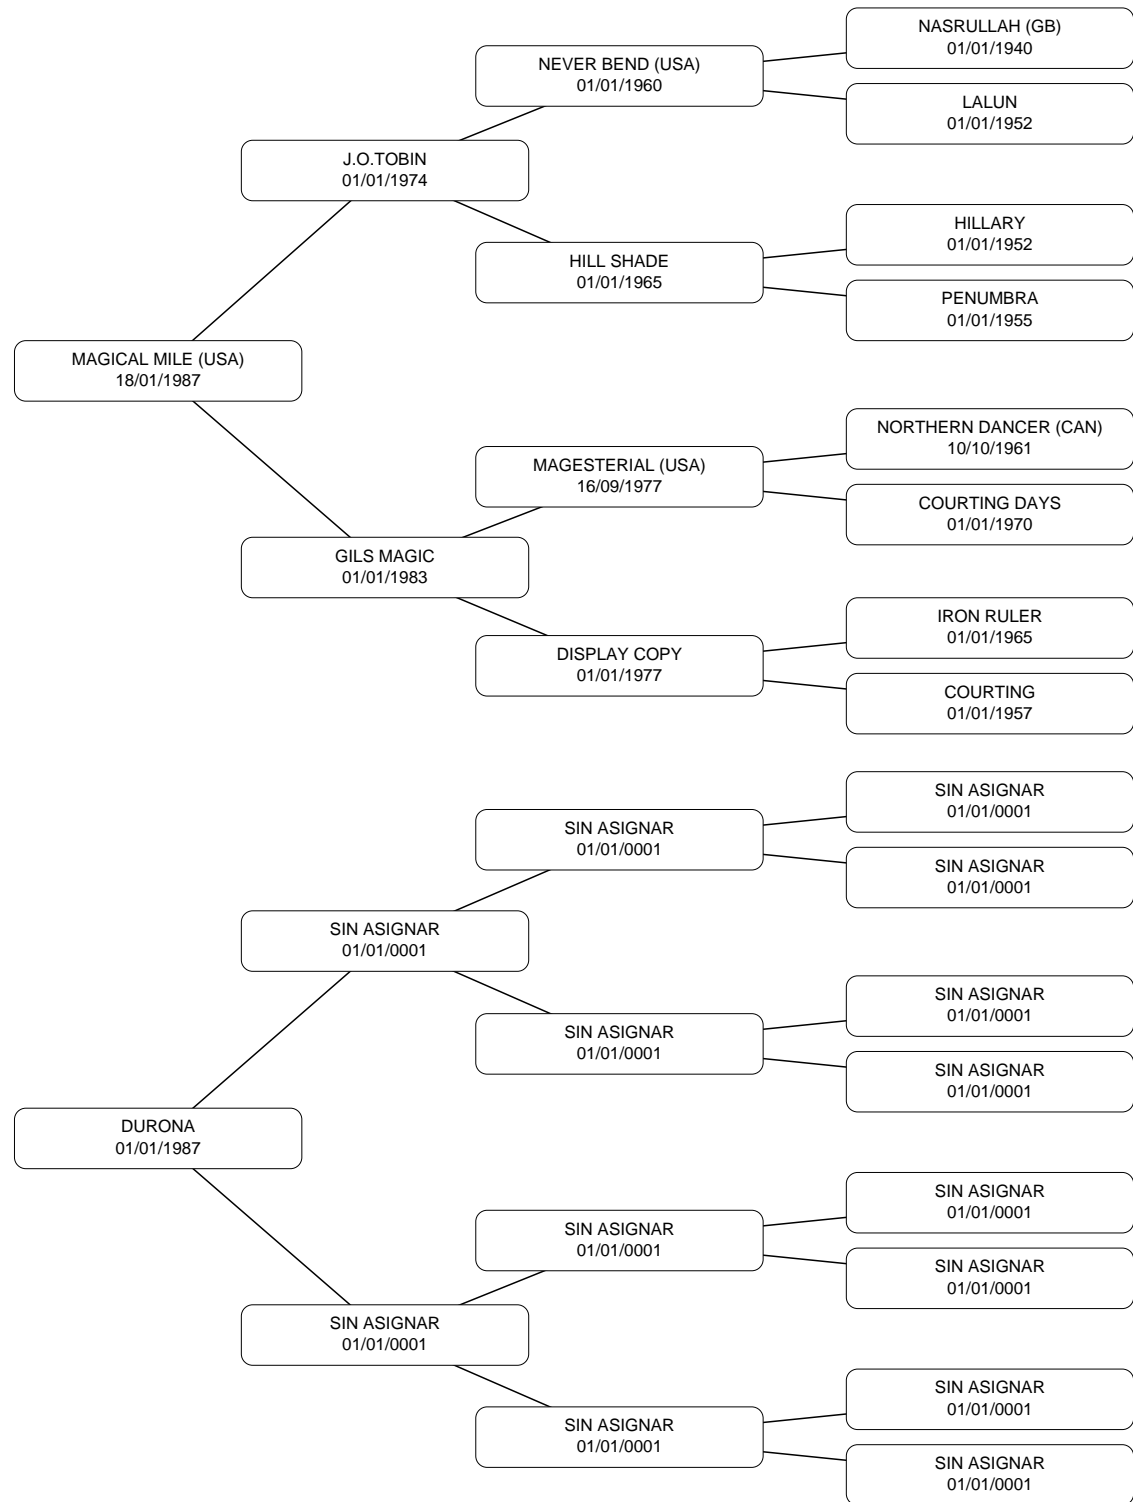 NASRULLAH (GB)
01/01/1940
NEVER BEND (USA)
01/01/1960
LALUN
01/01/1952
J.O.TOBIN
01/01/1974
HILLARY
01/01/1952
HILL SHADE
01/01/1965
PENUMBRA
01/01/1955
MAGICAL MILE (USA)
18/01/1987
NORTHERN DANCER (CAN)
10/10/1961
MAGESTERIAL (USA)
16/09/1977
COURTING DAYS
01/01/1970
GILS MAGIC
01/01/1983
IRON RULER
01/01/1965
DISPLAY COPY
01/01/1977
COURTING
01/01/1957
SIN ASIGNAR
01/01/0001
SIN ASIGNAR
01/01/0001
SIN ASIGNAR
01/01/0001
SIN ASIGNAR
01/01/0001
SIN ASIGNAR
01/01/0001
SIN ASIGNAR
01/01/0001
SIN ASIGNAR
01/01/0001
DURONA
01/01/1987
SIN ASIGNAR
01/01/0001
SIN ASIGNAR
01/01/0001
SIN ASIGNAR
01/01/0001
SIN ASIGNAR
01/01/0001
SIN ASIGNAR
01/01/0001
SIN ASIGNAR
01/01/0001
SIN ASIGNAR
01/01/0001